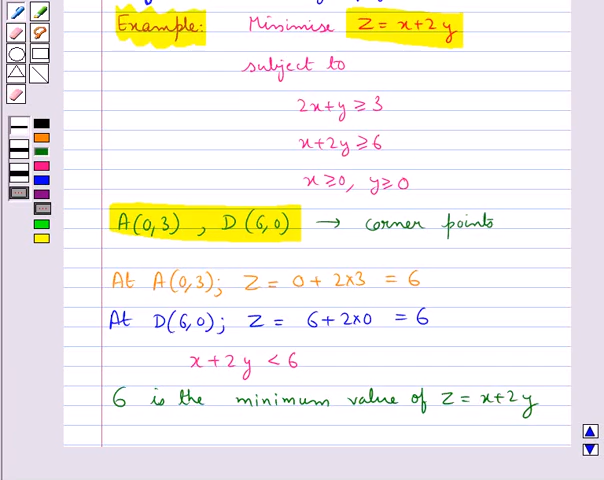 Example: Minimise Z = x+2y
subject to
2x+y ≥ 3
x+2y ≥ 6
x ≥ 0, y ≥ 0
A(0,3) , D(6,0) → corner points
At A(0,3); Z = 0 + 2×3 = 6
At D(6,0); Z = 6 + 2×0 = 6
x + 2y < 6
6 is the minimum value of Z = x+2y